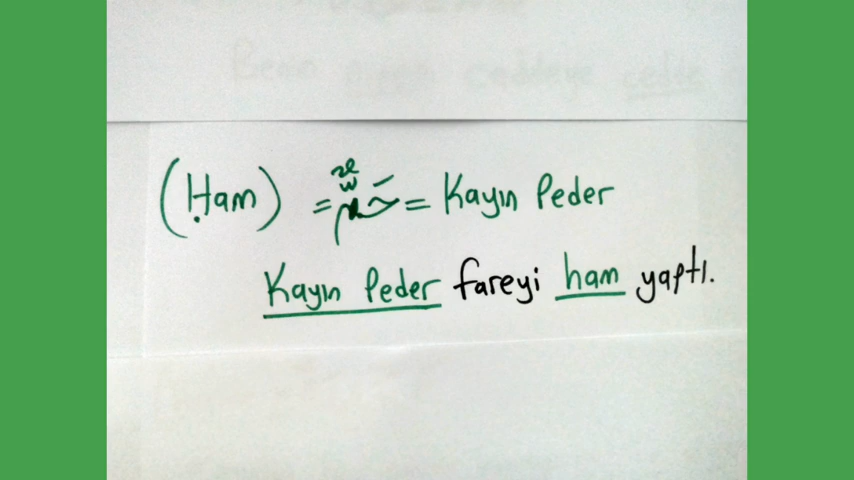 (Ḥam) = حَمٌّ = Kayın Peder
Kayın Peder fareyi ham yaptı.